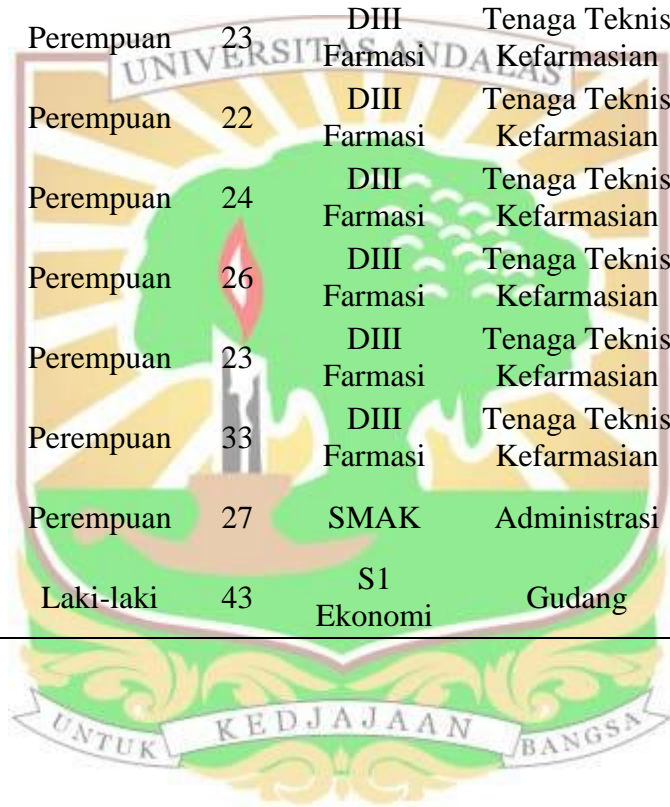 DIII Tenaga Teknis
Perempuan 23
Farmasi Kefarmasian
UNIVERSITAS ANDALAS
DIII Tenaga Teknis
Perempuan 22
Farmasi Kefarmasian
DIII Tenaga Teknis
Perempuan 24
Farmasi Kefarmasian
DIII Tenaga Teknis
Perempuan 26
Farmasi Kefarmasian
DIII Tenaga Teknis
Perempuan 23
Farmasi Kefarmasian
DIII Tenaga Teknis
Perempuan 33
Farmasi Kefarmasian
Perempuan 27 SMAK Administrasi
S1
Laki-laki 43 Gudang
Ekonomi
UNTUK KEDJAJAAN BANGSA